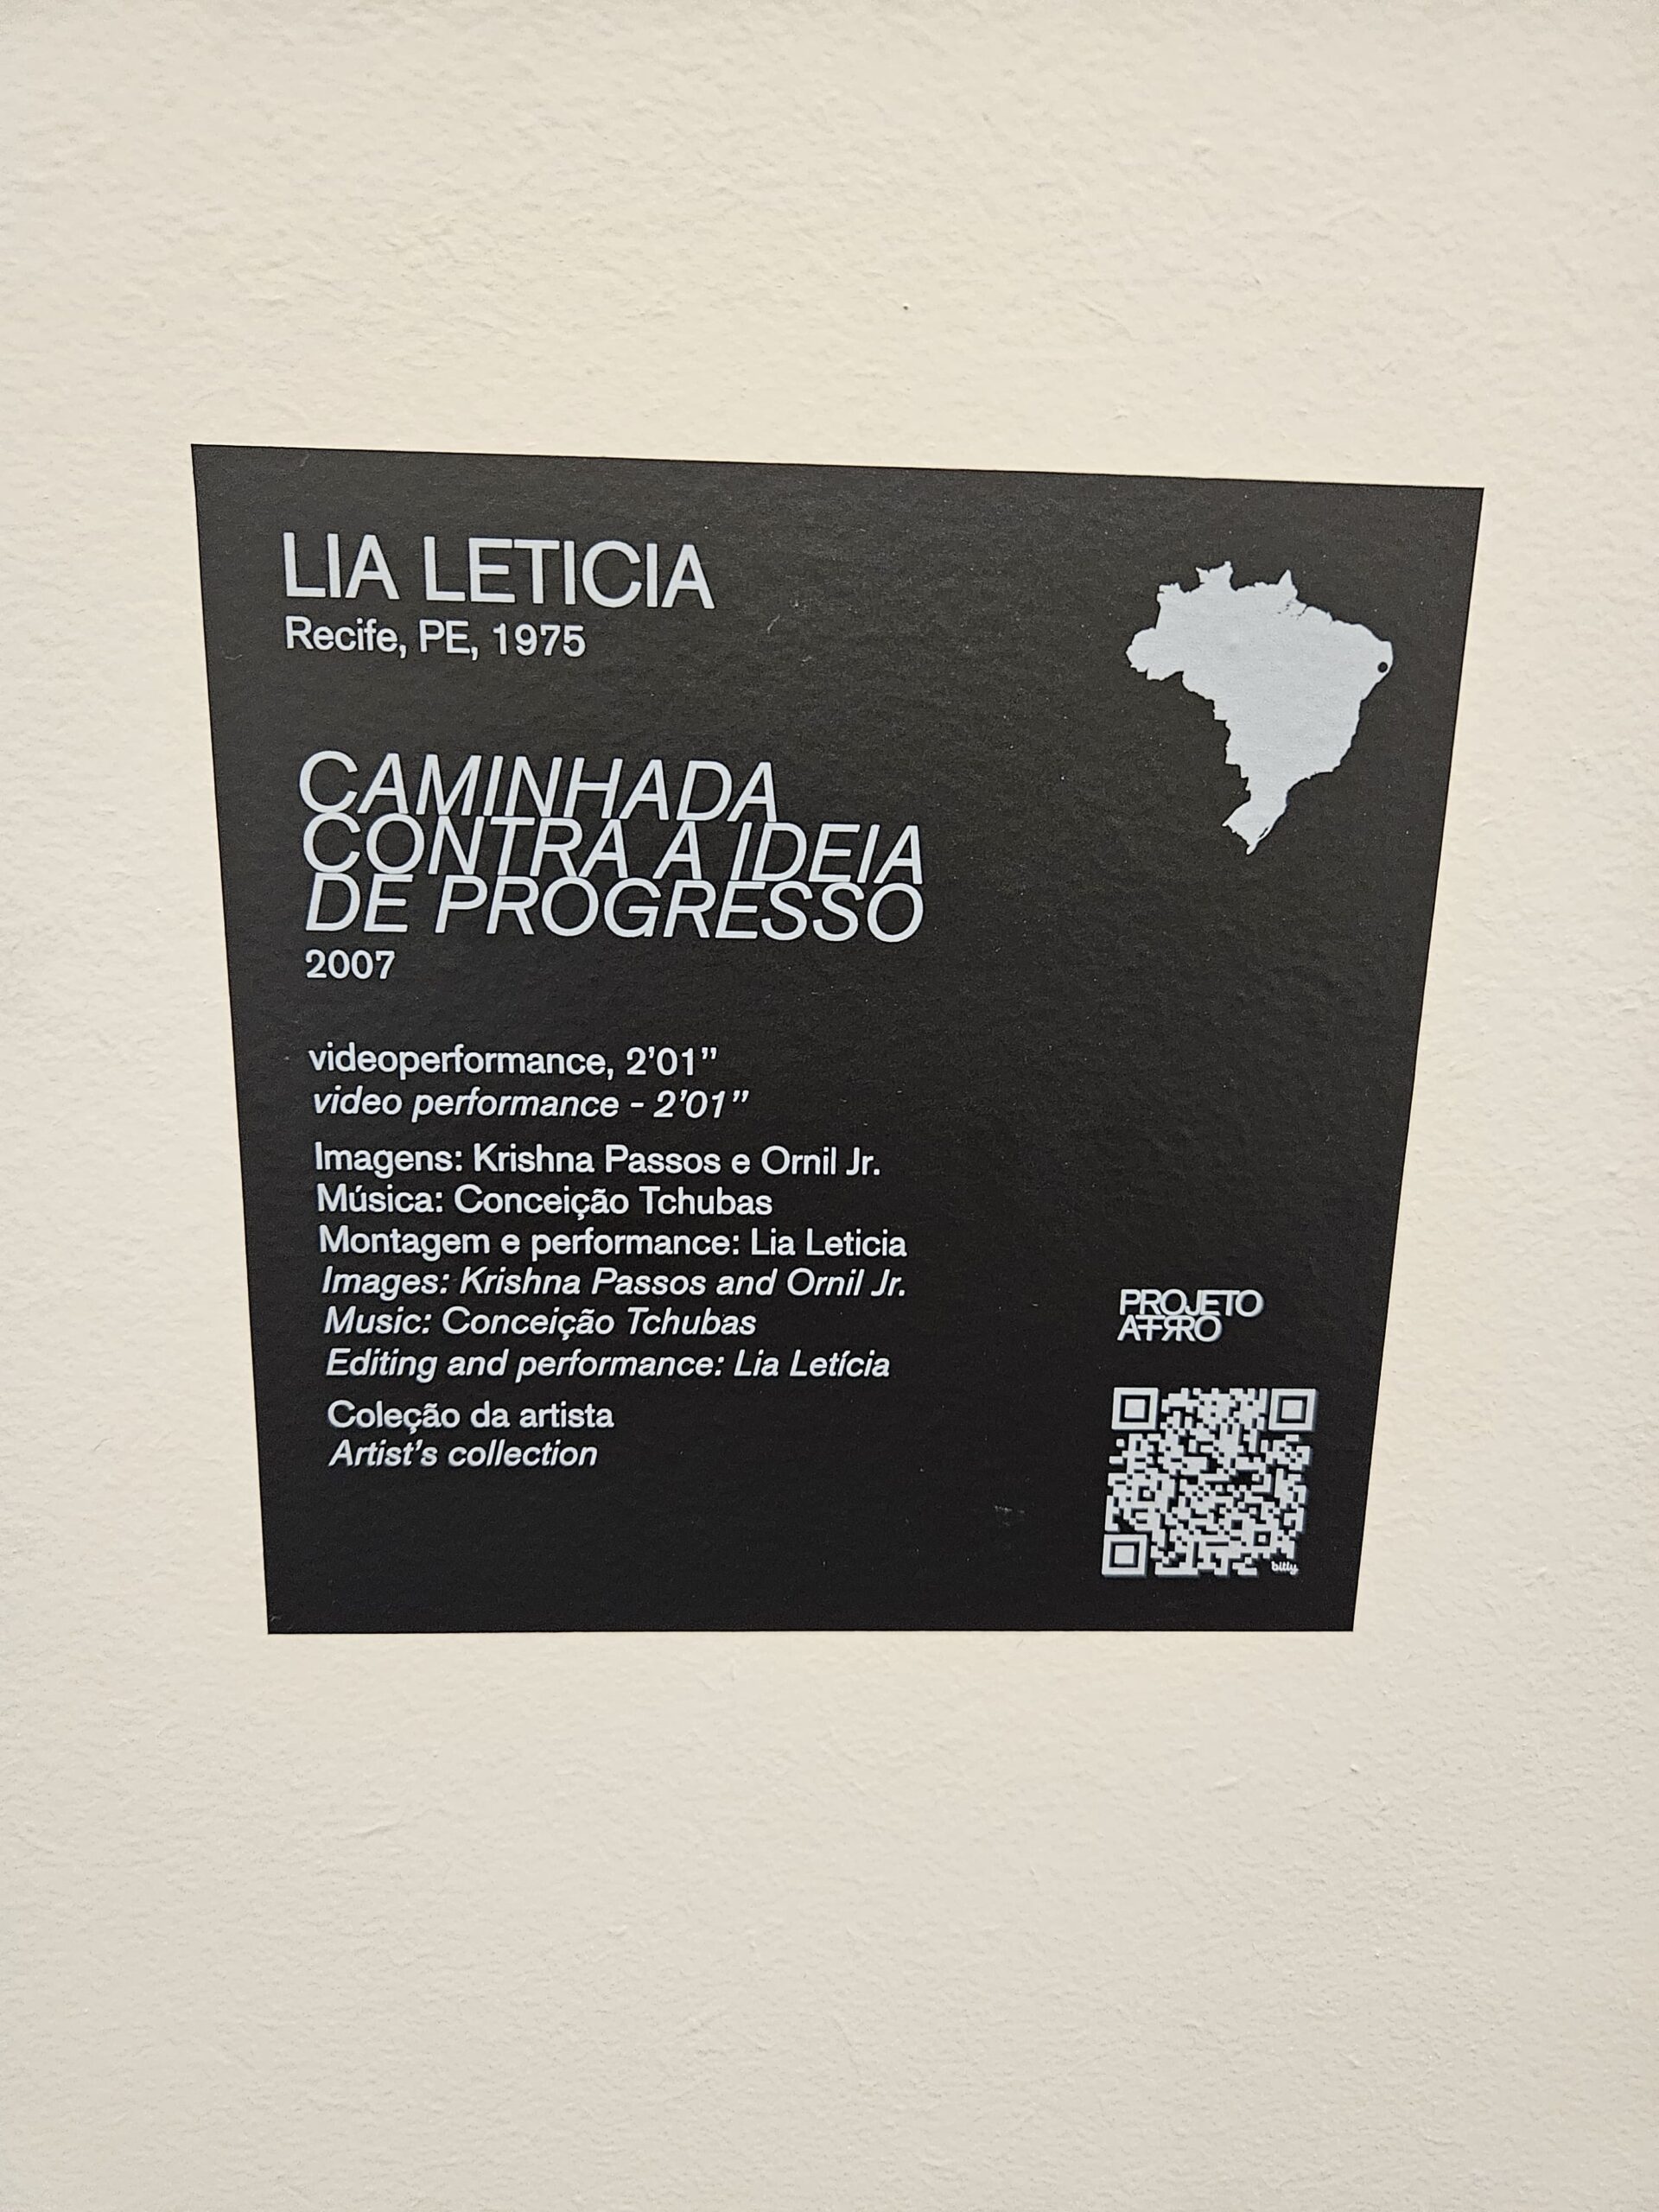 LIA LETICIA
Recife, PE, 1975
CAMINHADA
CONTRA A IDEIA
DE PROGRESSO
2007
videoperformance, 2’01”
video performance - 2’01”
Imagens: Krishna Passos e Ornil Jr.
Música: Conceição Tchubas
Montagem e performance: Lia Leticia
Images: Krishna Passos and Ornil Jr.
Music: Conceição Tchubas
Editing and performance: Lia Letícia
Coleção da artista
Artist’s collection
PROJETO
AFRO
bitly